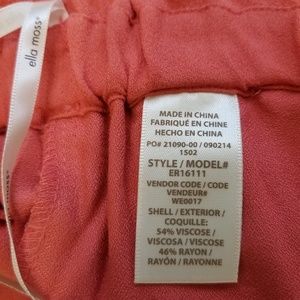 ella moss®
MADE IN CHINA
FABRIQUÉ EN CHINE
HECHO EN CHINA
PO# 21090-00 / 090214
1502
STYLE / MODEL#
ER16111
VENDOR CODE / CODE
VENDEUR#
WE0017
SHELL / EXTERIOR /
COQUILLE:
54% VISCOSE /
VISCOSA / VISCOSE
46% RAYON /
RAYÓN / RAYONNE